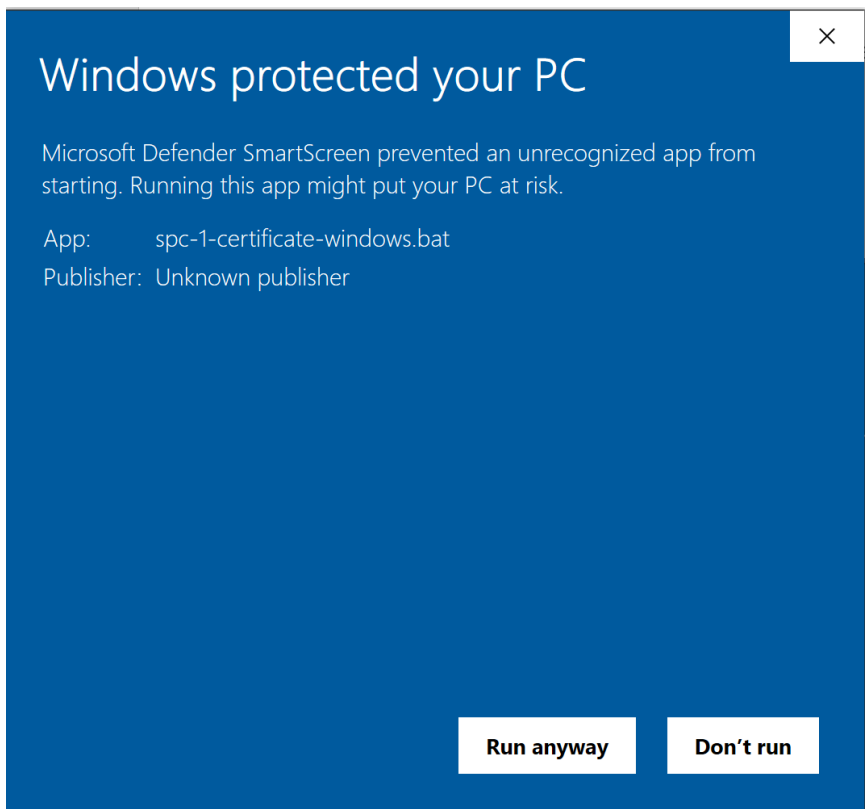 Windows protected your PC
Microsoft Defender SmartScreen prevented an unrecognized app from
starting. Running this app might put your PC at risk.
App: spc-1-certificate-windows.bat
Publisher: Unknown publisher
Run anyway Don’t run